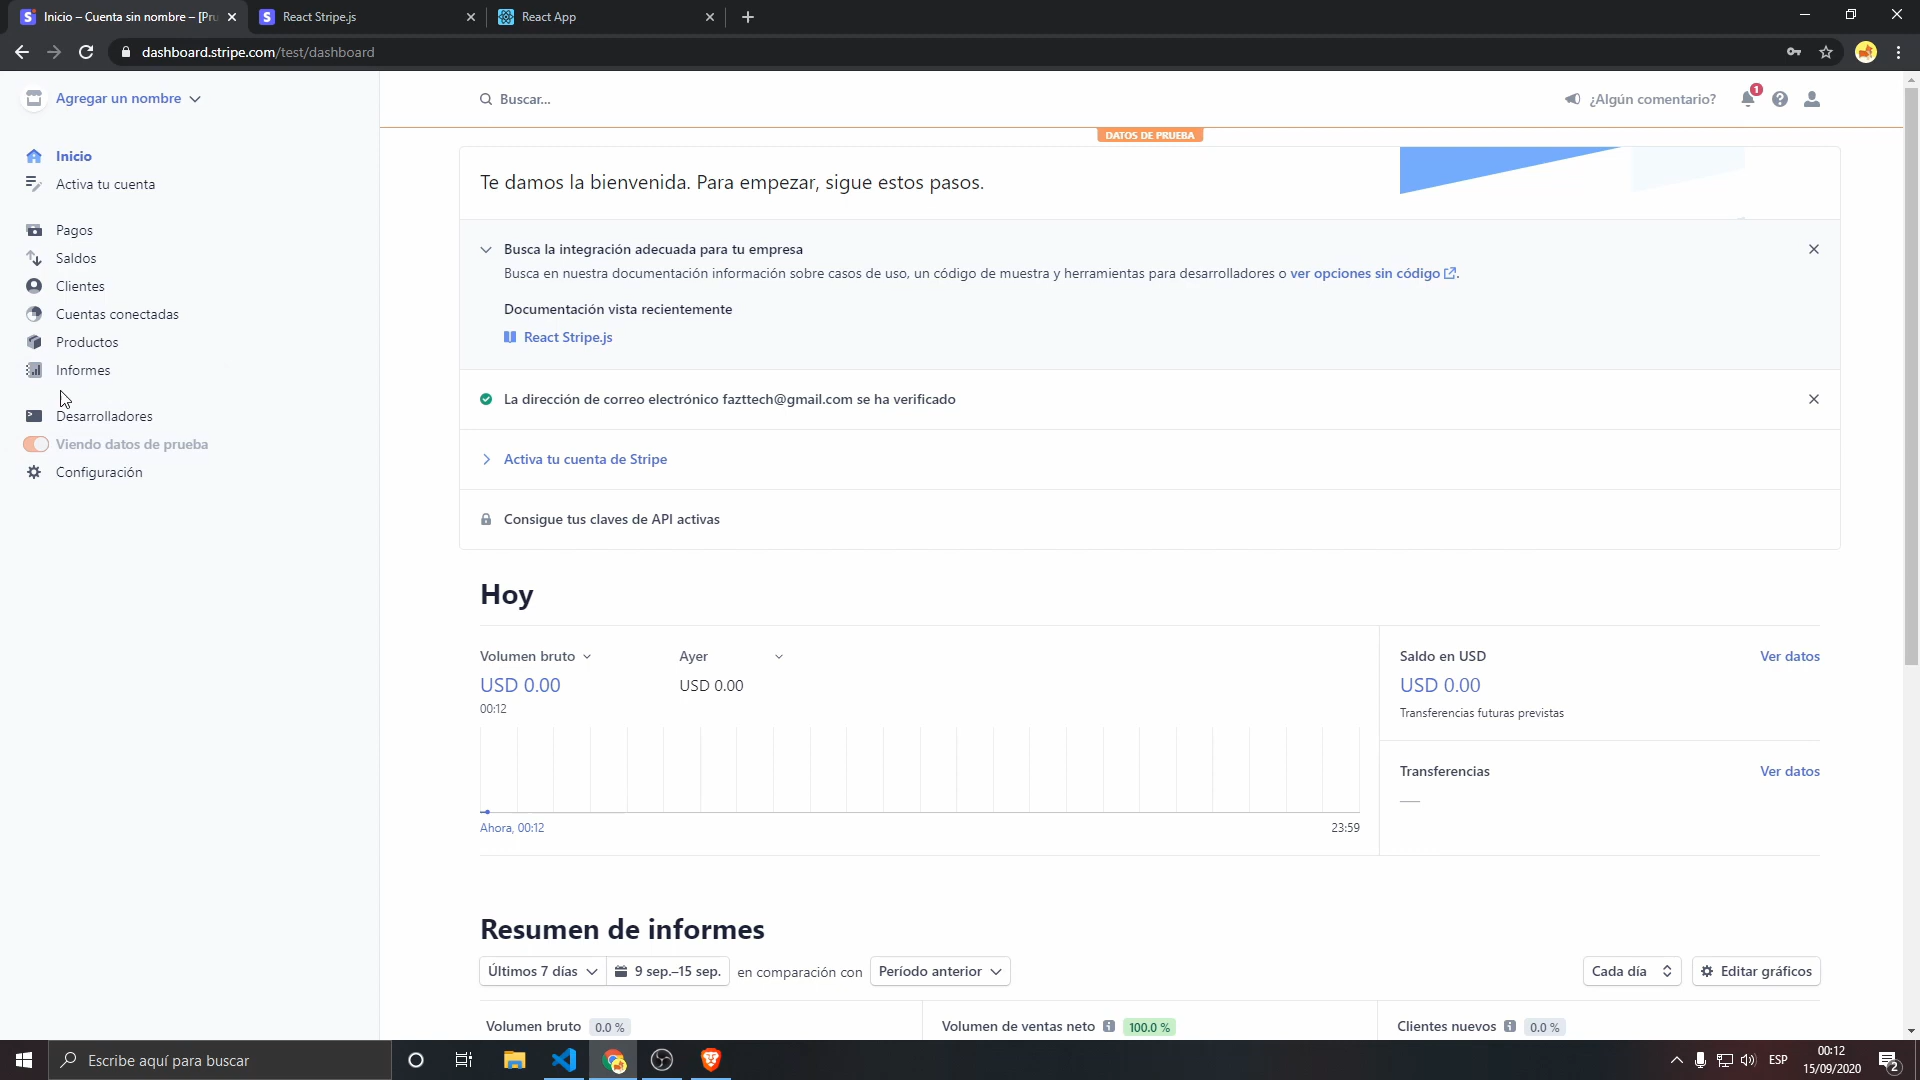 Inicio – Cuenta sin nombre – [Pru
React Stripe.js
React App
dashboard.stripe.com/test/dashboard
Agregar un nombre
Buscar...
¿Algún comentario?
1
DATOS DE PRUEBA
Inicio
Activa tu cuenta
Pagos
Saldos
Clientes
Cuentas conectadas
Productos
Informes
Desarrolladores
Viendo datos de prueba
Configuración
Te damos la bienvenida. Para empezar, sigue estos pasos.
Busca la integración adecuada para tu empresa
Busca en nuestra documentación información sobre casos de uso, un código de muestra y herramientas para desarrolladores o ver opciones sin código.
Documentación vista recientemente
React Stripe.js
La dirección de correo electrónico fazttech@gmail.com se ha verificado
Activa tu cuenta de Stripe
Consigue tus claves de API activas
Hoy
Volumen bruto
USD 0.00
00:12
Ayer
USD 0.00
Ahora, 00:12
23:59
Saldo en USD
Ver datos
USD 0.00
Transferencias futuras previstas
Transferencias
Ver datos
—
Resumen de informes
Últimos 7 días
9 sep.–15 sep.
en comparación con
Período anterior
Cada día
Editar gráficos
Volumen bruto 0.0 %
Volumen de ventas neto 100.0 %
Clientes nuevos 0.0 %
Escribe aquí para buscar
ESP
00:12
15/09/2020
2